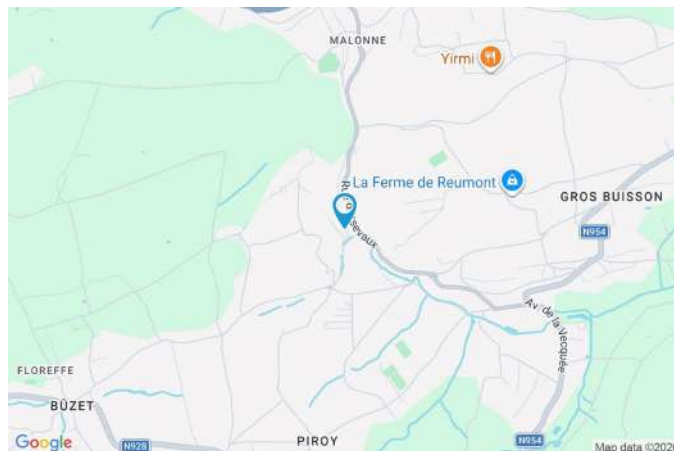 MALONNE
Yirmi
La Ferme de Reumont
GROS BUISSON
N954
Av. de la Vecquée
FLOREFFE
BÛZET
PIROY
N928
N954
Google
Map data ©2020